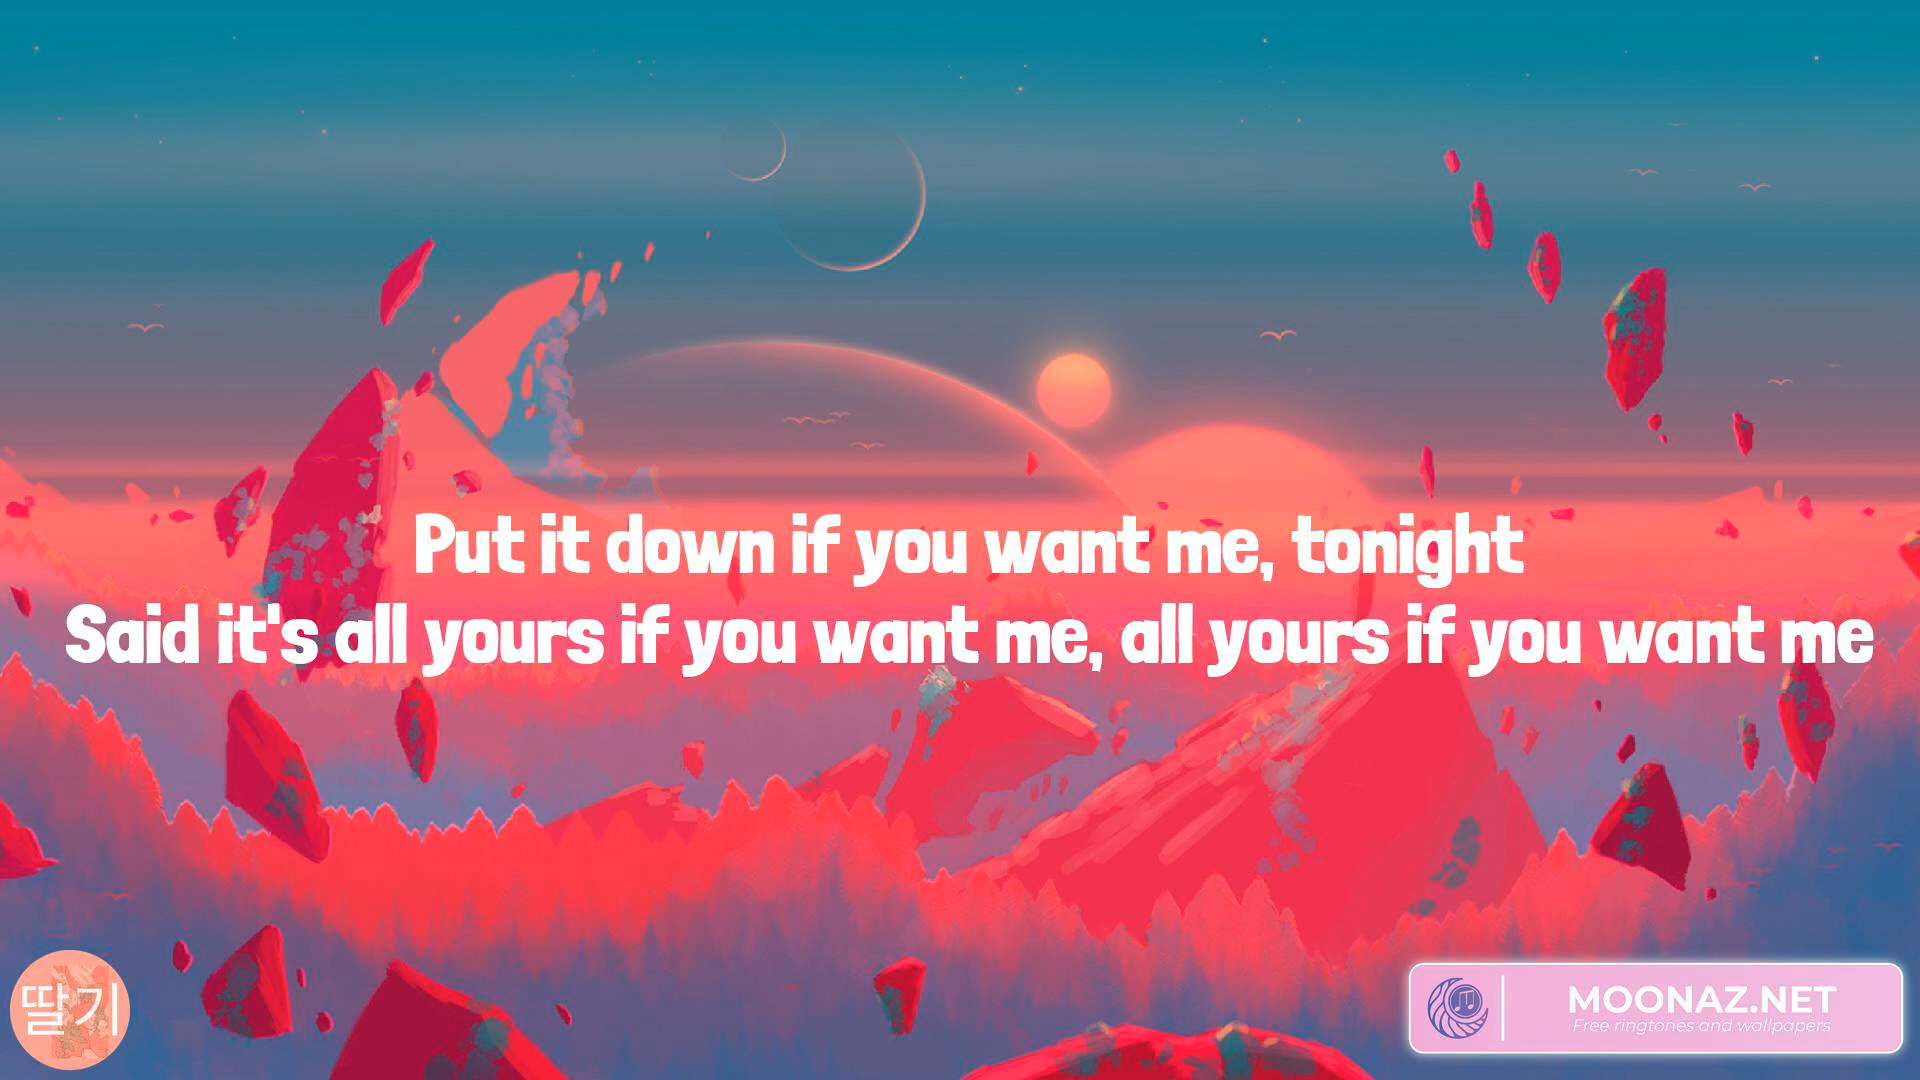 Put it down if you want me, tonight
Said it's all yours if you want me, all yours if you want me
딸기
MOONAZ.NET
Free ringtones and wallpapers